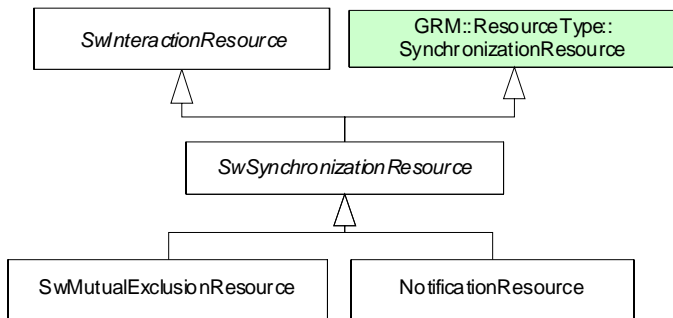 SwInteractionResource
GRM::ResourceType::
SynchronizationResource
SwSynchronizationResource
SwMutualExclusionResource
NotificationResource